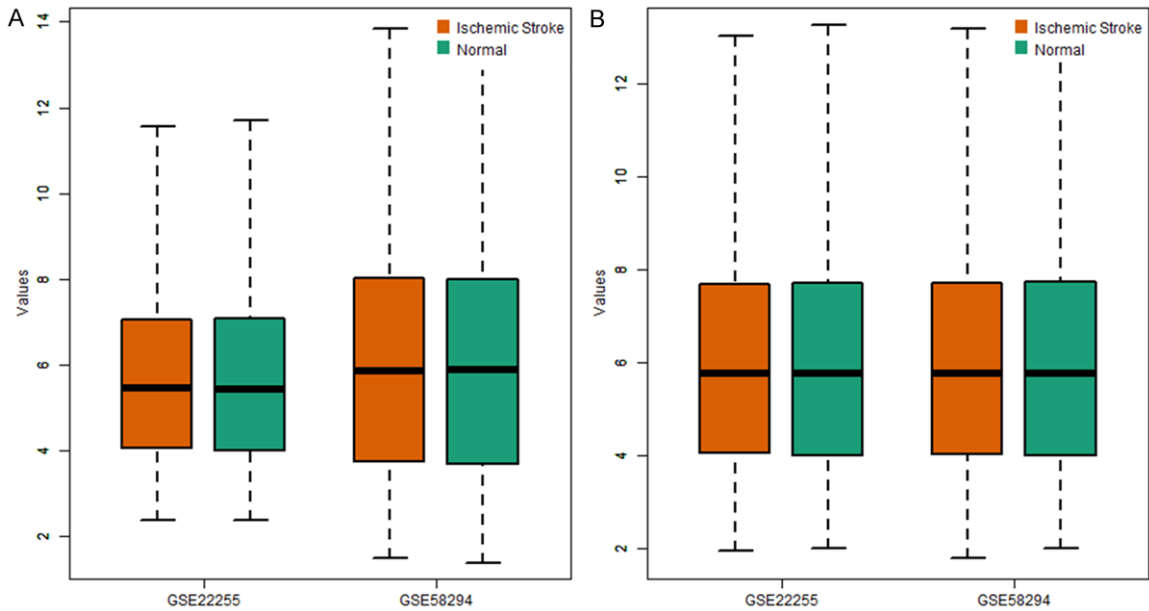 A
Ischemic Stroke
Normal
14
12
10
8
6
4
2
Values
GSE22255
GSE58294
B
Ischemic Stroke
Normal
12
10
8
6
4
2
Values
GSE22255
GSE58294